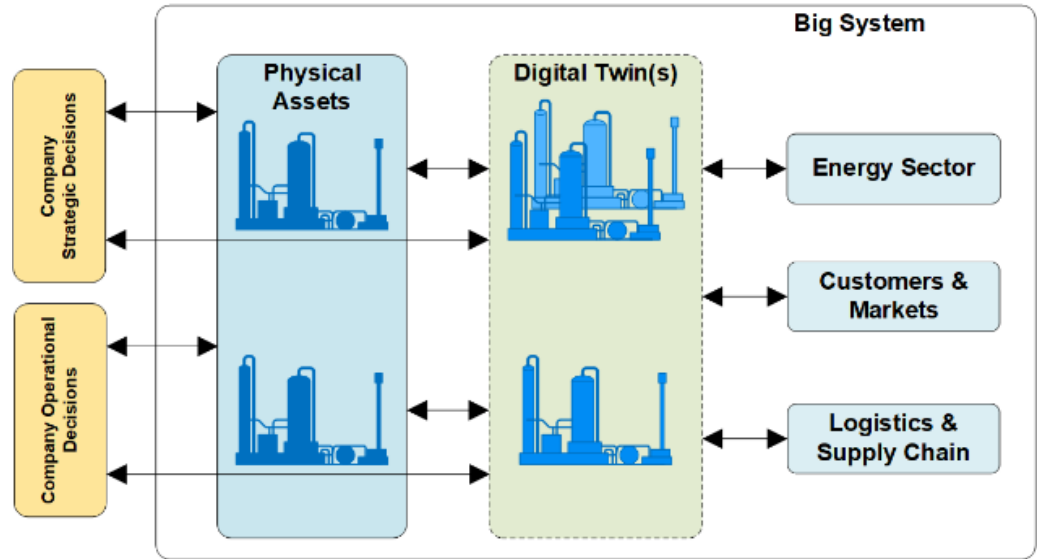 Big System
Company
Strategic Decisions
Physical
Assets
Digital Twin(s)
Energy Sector
Customers &
Markets
Company Operational
Decisions
Logistics &
Supply Chain